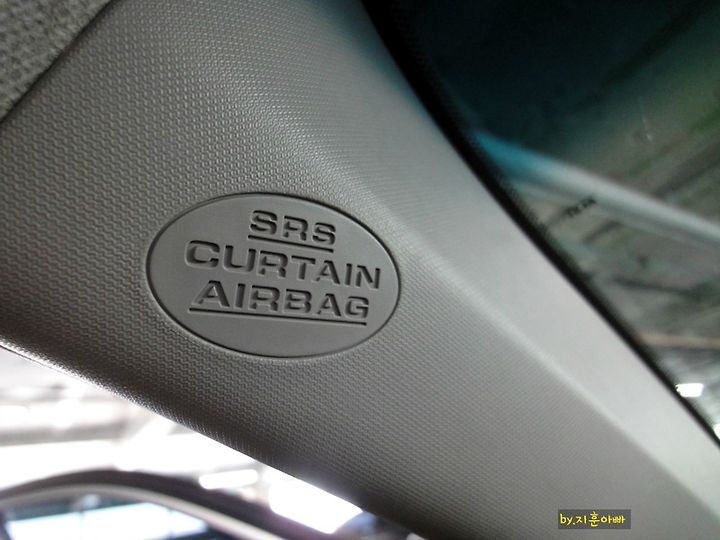 SRS
CURTAIN
AIRBAG
by.지훈아빠